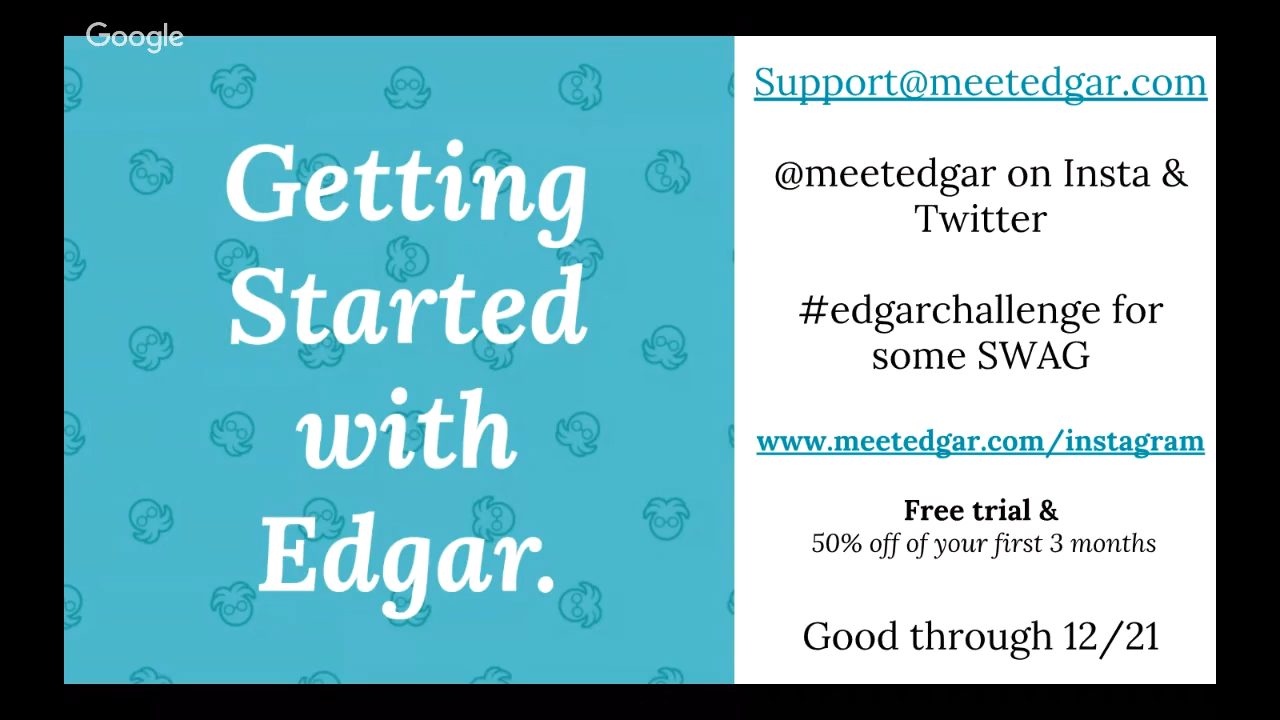 Google
Getting
Started
with
Edgar.
Support@meetedgar.com
@meetedgar on Insta &
Twitter
#edgarchallenge for
some SWAG
www.meetedgar.com/instagram
Free trial &
50% off of your first 3 months
Good through 12/21